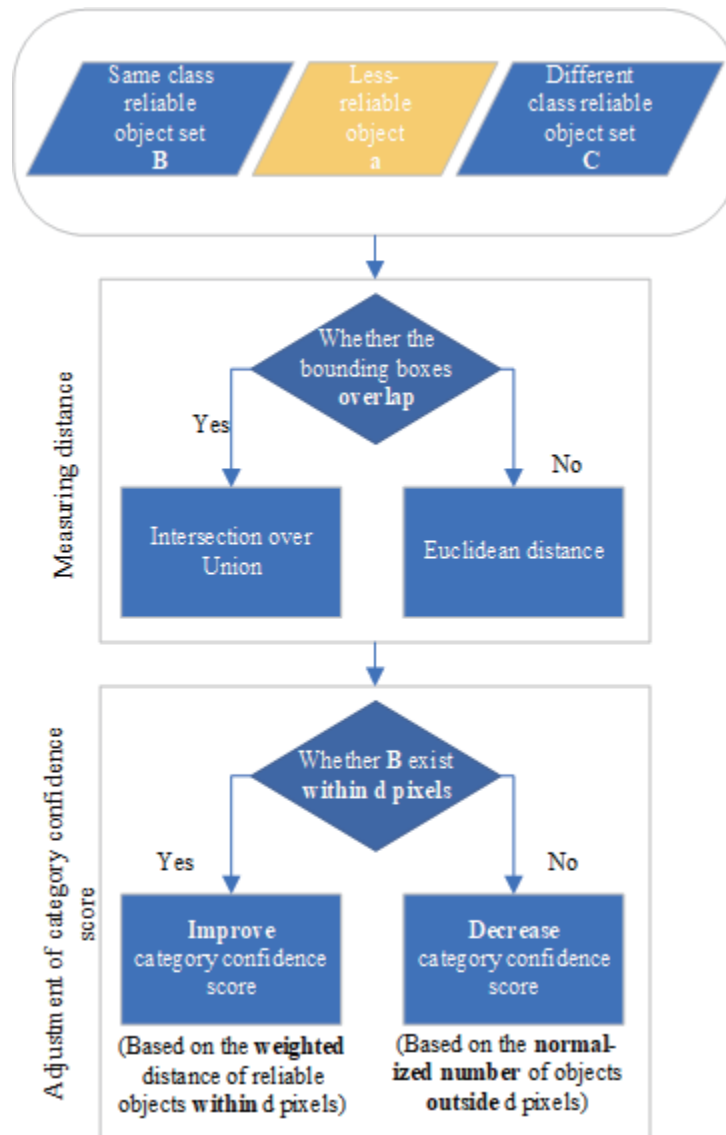 Same class
reliable
object set
B
Less-
reliable
object
a
Different
class reliable
object set
C
Measuring distance
Whether the
bounding boxes
overlap
Yes
No
Intersection over
Union
Euclidean distance
Adjustment of category confidence
score
Whether B exist
within d pixels
Yes
No
Improve
category confidence
score
Decrease
category confidence
score
(Based on the weighted
distance of reliable
objects within d pixels)
(Based on the normal-
ized number of objects
outside d pixels)